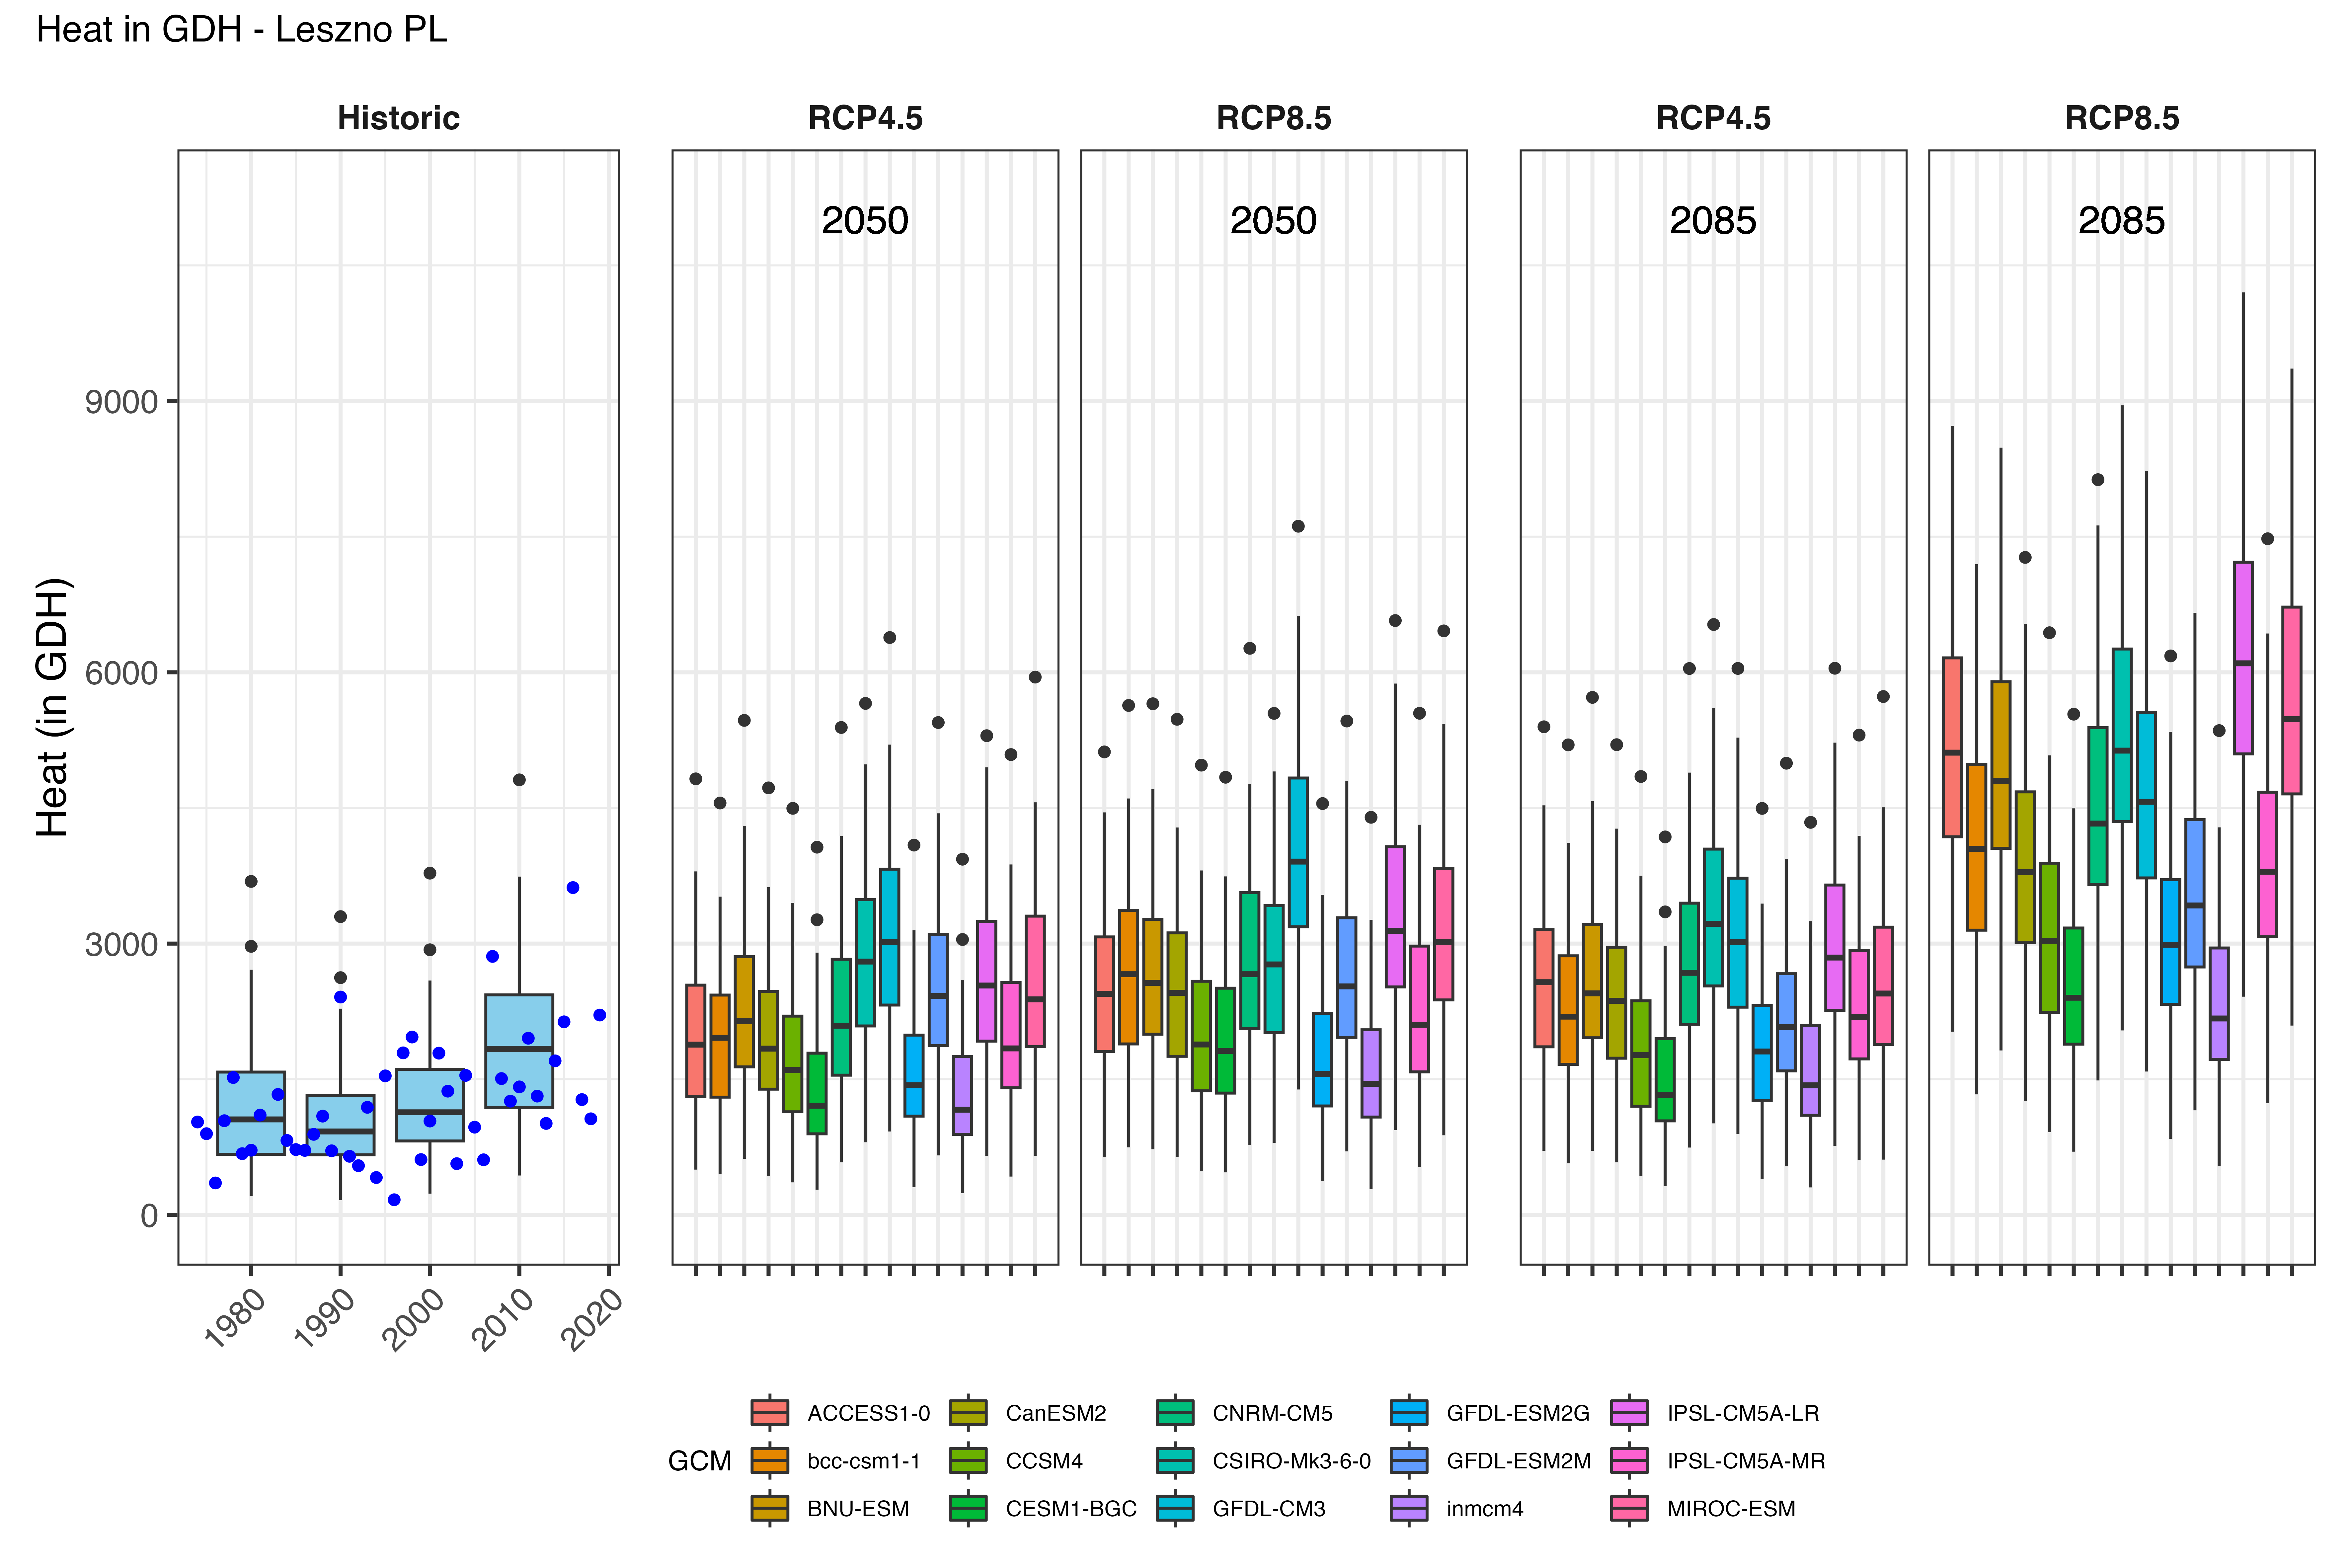 Heat in GDH - Leszno PL
Historic
RCP4.5
RCP8.5
RCP4.5
RCP8.5
2050
2050
2085
2085
Heat (in GDH)
9000
6000
3000
0
1980
1990
2000
2010
2020
GCM
ACCESS1-0
bcc-csm1-1
BNU-ESM
CanESM2
CCSM4
CESM1-BGC
CNRM-CM5
CSIRO-Mk3-6-0
GFDL-CM3
GFDL-ESM2G
GFDL-ESM2M
inmcm4
IPSL-CM5A-LR
IPSL-CM5A-MR
MIROC-ESM